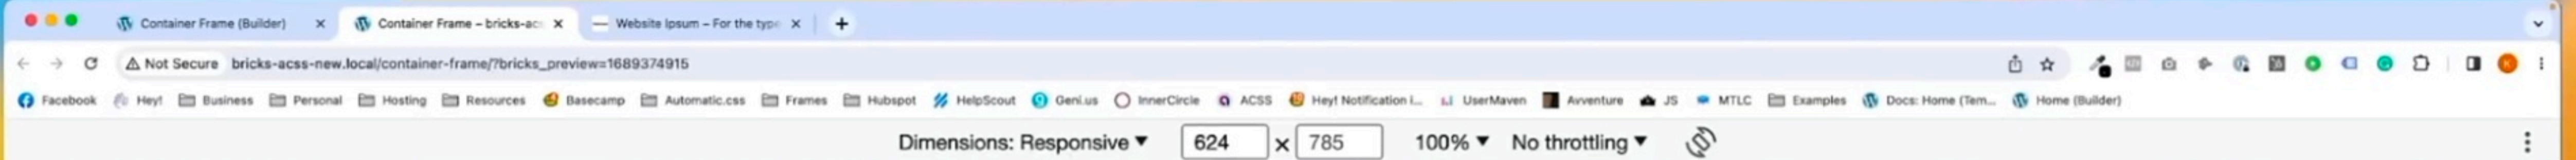 Container Frame (Builder) Container Frame – bricks-ac Website Ipsum – For the type
Not Secure bricks-acss-new.local/container-frame/?bricks_preview=1689374915
Facebook Hey! Business Personal Hosting Resources Basecamp Automatic.css Frames Hubspot HelpScout Geni.us InnerCircle ACSS Hey! Notification i... UserMaven Avventure JS MTLC Examples Docs: Home (Tem... Home (Builder)
Dimensions: Responsive 624 × 785 100% No throttling